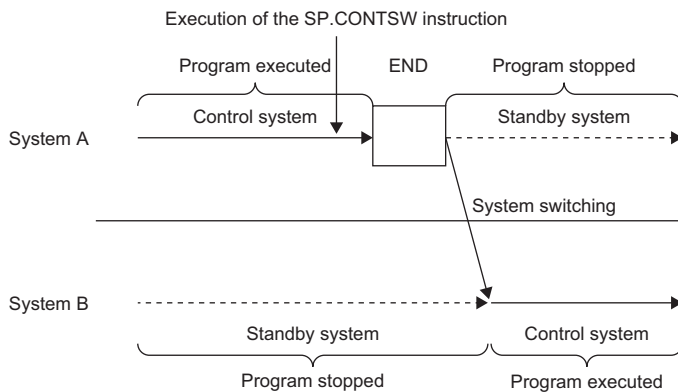 Execution of the SP.CONTSW instruction
Program executed
END
Program stopped
Control system
Standby system
System A
System switching
System B
Standby system
Control system
Program stopped
Program executed